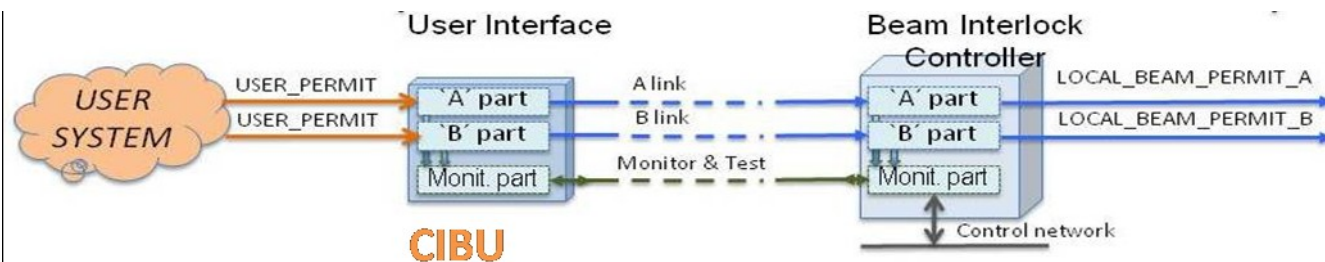 User Interface
Beam Interlock
Controller
USER
SYSTEM
USER_PERMIT
USER_PERMIT
`A´ part
`B´ part
Monit. part
CIBU
A link
B link
Monitor & Test
`A´ part
`B´ part
Monit. part
Control network
LOCAL_BEAM_PERMIT_A
LOCAL_BEAM_PERMIT_B